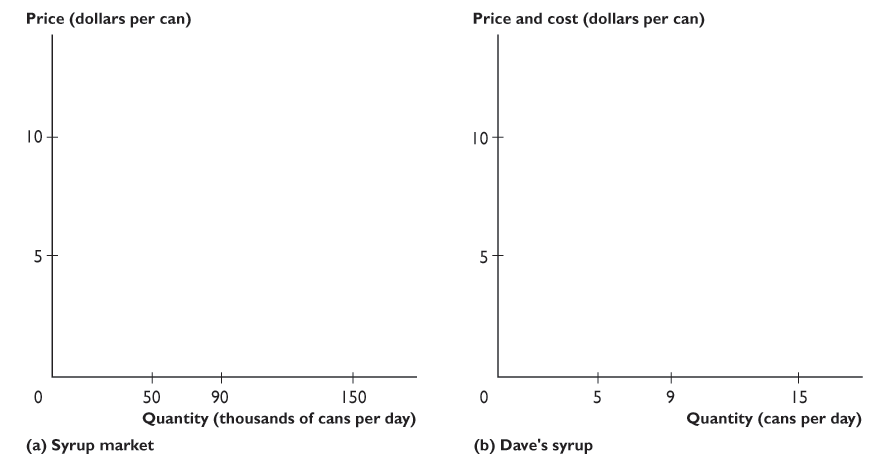 Price (dollars per can)
10
5
0
50
90
150
Quantity (thousands of cans per day)
(a) Syrup market
Price and cost (dollars per can)
10
5
0
5
9
15
Quantity (cans per day)
(b) Dave's syrup